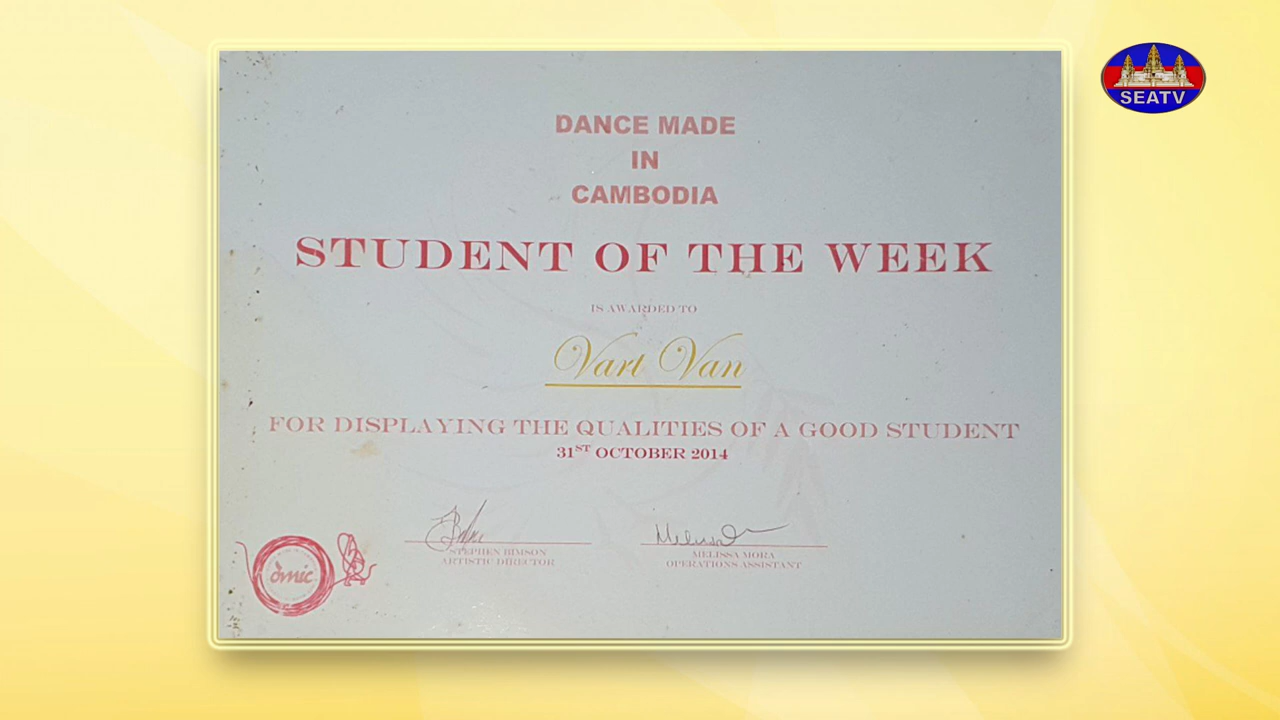 SEATV
DANCE MADE
IN
CAMBODIA
STUDENT OF THE WEEK
IS AWARDED TO
Vart Van
FOR DISPLAYING THE QUALITIES OF A GOOD STUDENT
31ST OCTOBER 2014
STEPHEN BIMSON
ARTISTIC DIRECTOR
MELISSA MORA
OPERATIONS ASSISTANT
dmic